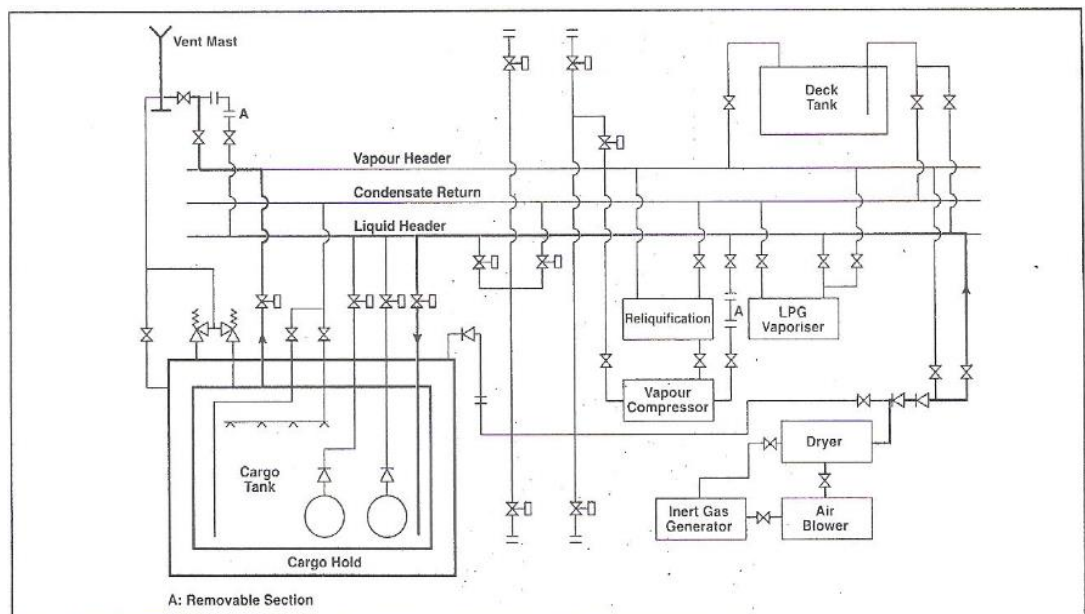 Vent Mast
A
Deck
Tank
Vapour Header
Condensate Return
Liquid Header
Reliquification
A
LPG
Vaporiser
Vapour
Compressor
Dryer
Cargo
Tank
Inert Gas
Generator
Air
Blower
Cargo Hold
A: Removable Section